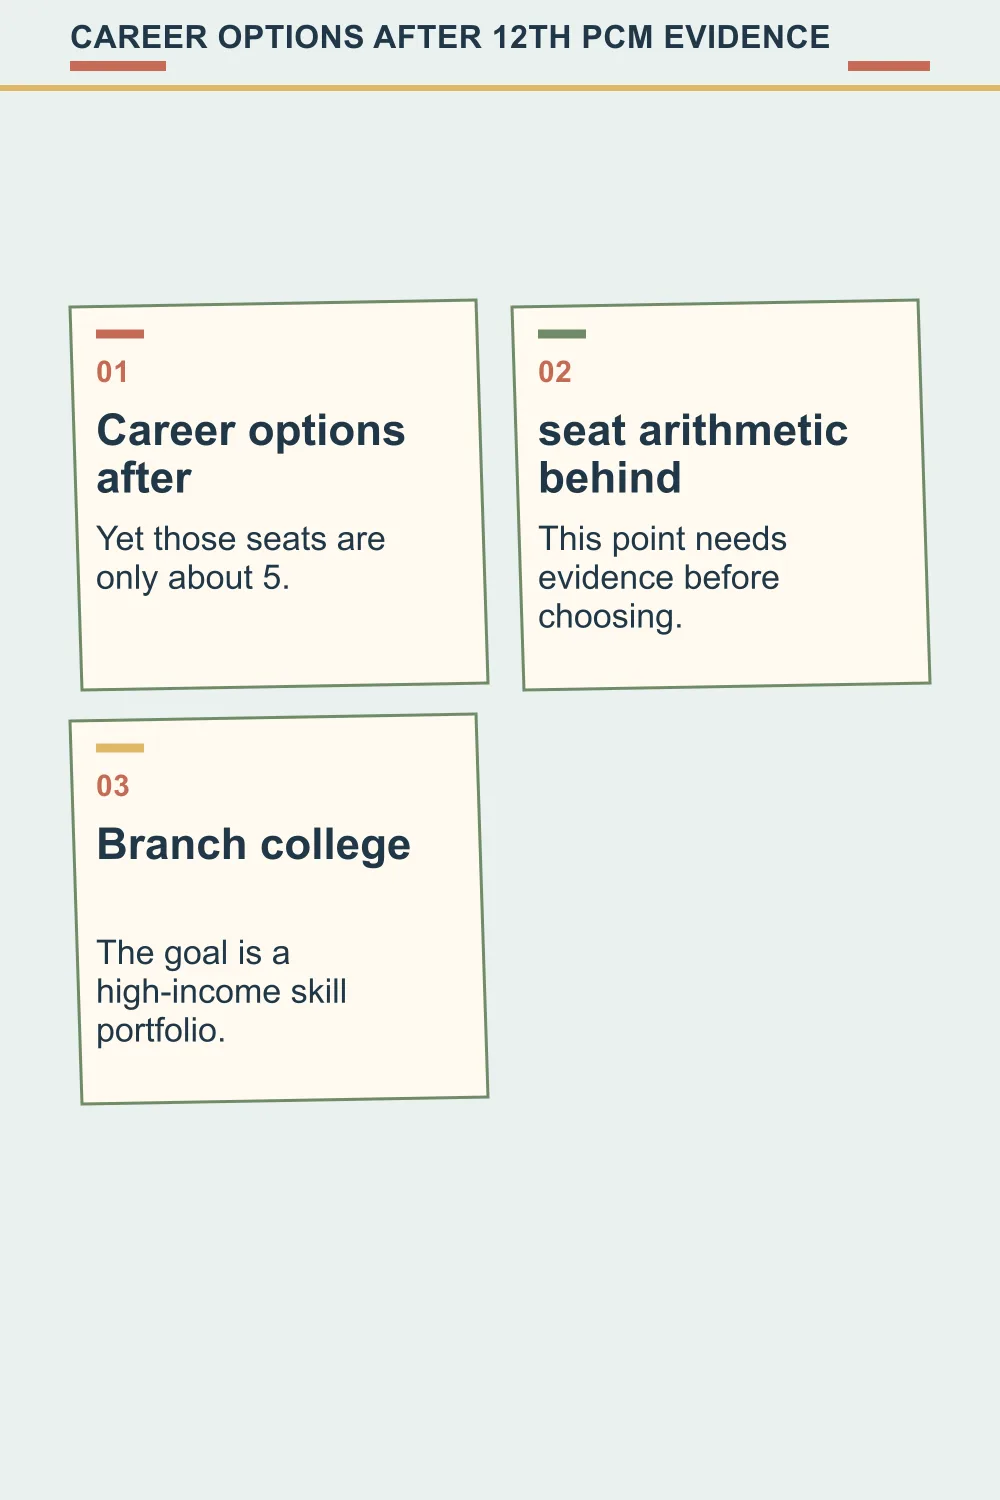 CAREER OPTIONS AFTER 12TH PCM EVIDENCE
01
Career options
after
Yet those seats are
only about 5.
02
seat arithmetic
behind
This point needs
evidence before
choosing.
03
Branch college
The goal is a
high-income skill
portfolio.